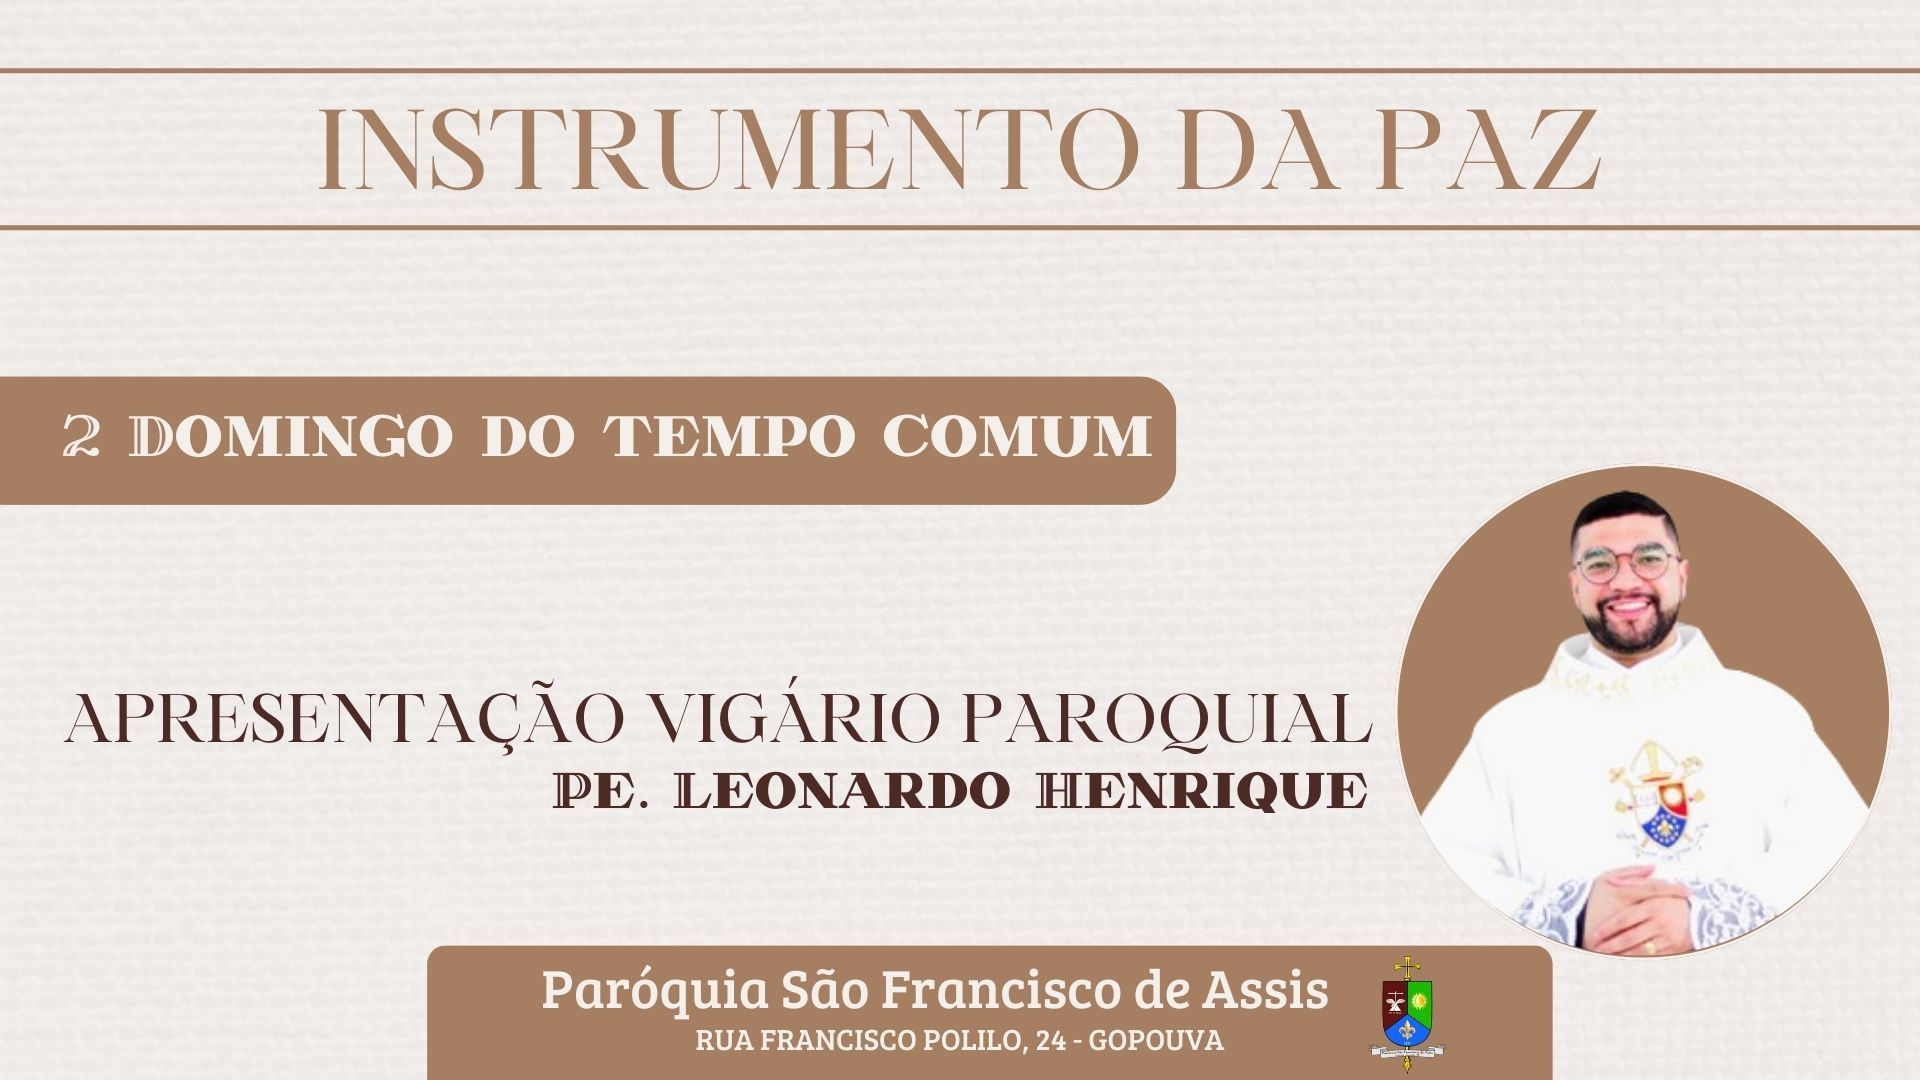 INSTRUMENTO DA PAZ
2 DOMINGO DO TEMPO COMUM
APRESENTAÇÃO VIGÁRIO PAROQUIAL
PE. LEONARDO HENRIQUE
Paróquia São Francisco de Assis
RUA FRANCISCO POLILO, 24 - GOPOUVA